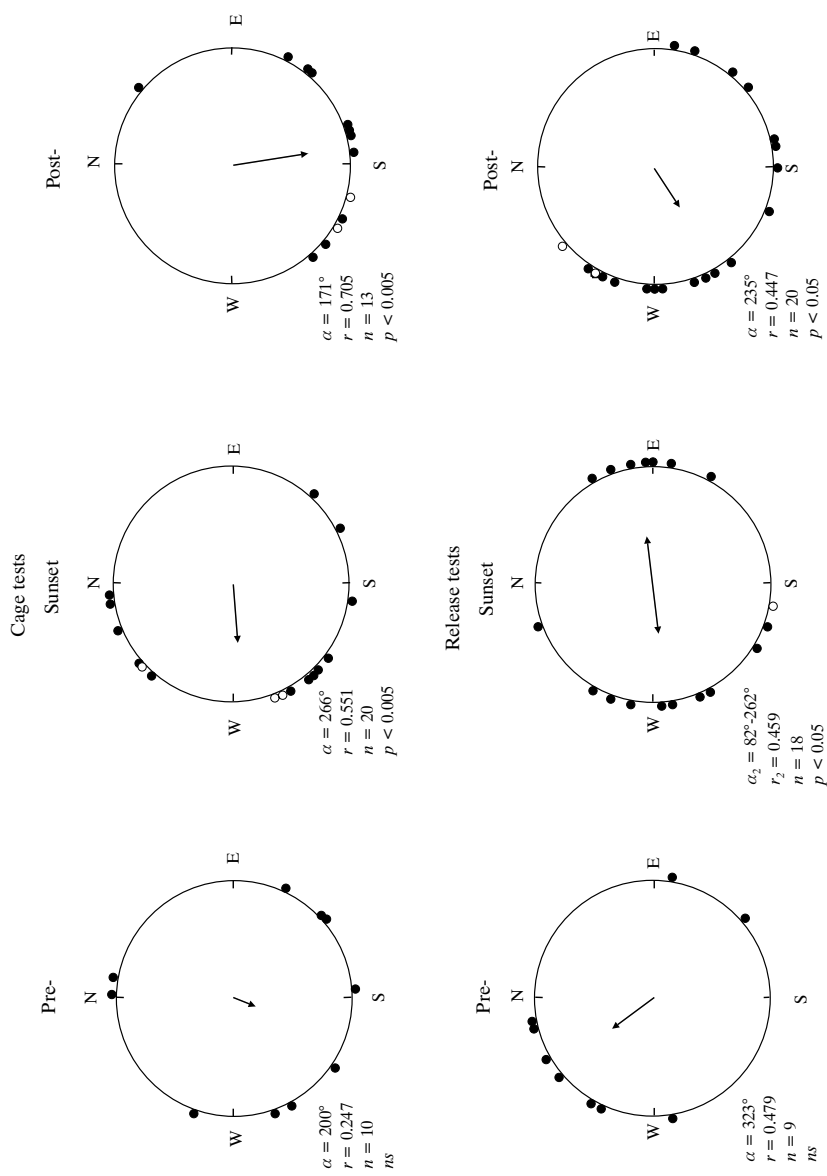 Cage tests
Pre-
Sunset
Post-
N
W
E
S
α = 200°
r = 0.247
n = 10
ns
N
W
E
S
α = 266°
r = 0.551
n = 20
p < 0.005
N
W
E
S
α = 171°
r = 0.705
n = 13
p < 0.005
Release tests
Pre-
Sunset
Post-
N
W
E
S
α = 323°
r = 0.479
n = 9
ns
N
W
E
S
α₂ = 82°-262°
r₂ = 0.459
n = 18
p < 0.05
N
W
E
S
α = 235°
r = 0.447
n = 20
p < 0.05